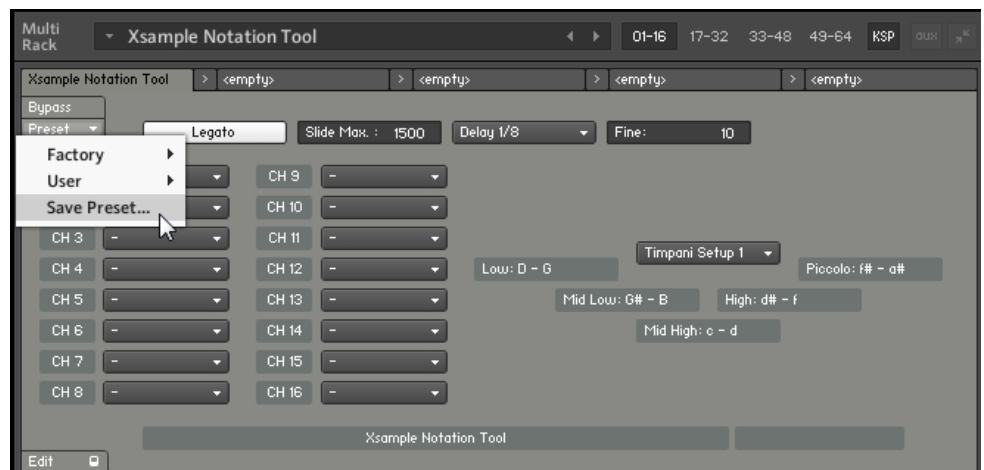 Multi Rack
Xsample Notation Tool
01-16 17-32 33-48 49-64 KSP aux
Xsample Notation Tool > <empty> > <empty> > <empty> > <empty>
Bypass
Preset
Legato
Slide Max. : 1500
Delay 1/8
Fine: 10
Factory
User
Save Preset...
CH 9 -
CH 10 -
CH 3 - CH 11 -
CH 4 - CH 12 -
CH 5 - CH 13 -
CH 6 - CH 14 -
CH 7 - CH 15 -
CH 8 - CH 16 -
Timpani Setup 1
Low: D - G
Piccolo: f# - a#
Mid Low: G# - B
High: d# - f
Mid High: c - d
Xsample Notation Tool
Edit